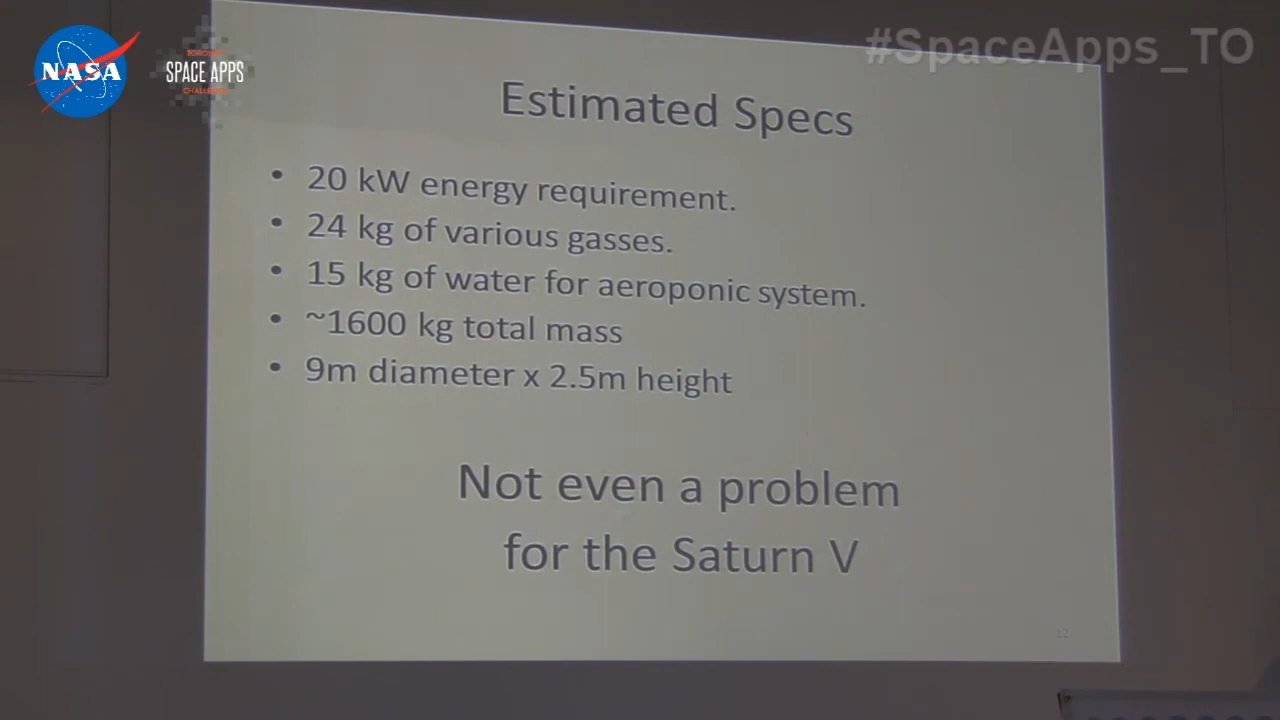 #SpaceApps_TO
NASA
TORONTO
SPACE APPS
CHALLENGE
Estimated Specs
• 20 kW energy requirement.
• 24 kg of various gasses.
• 15 kg of water for aeroponic system.
• ~1600 kg total mass
• 9m diameter x 2.5m height
Not even a problem
for the Saturn V
12